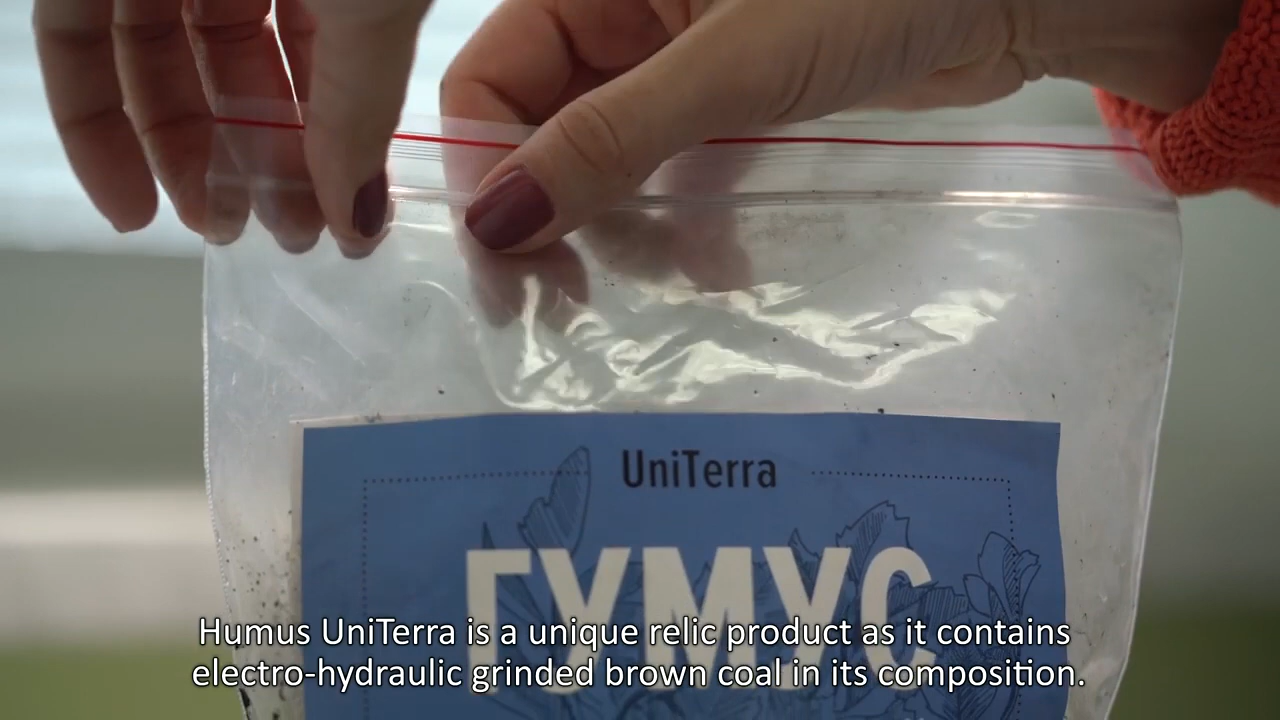 UniTerra
ГУМУС
Humus UniTerra is a unique relic product as it contains
electro-hydraulic grinded brown coal in its composition.